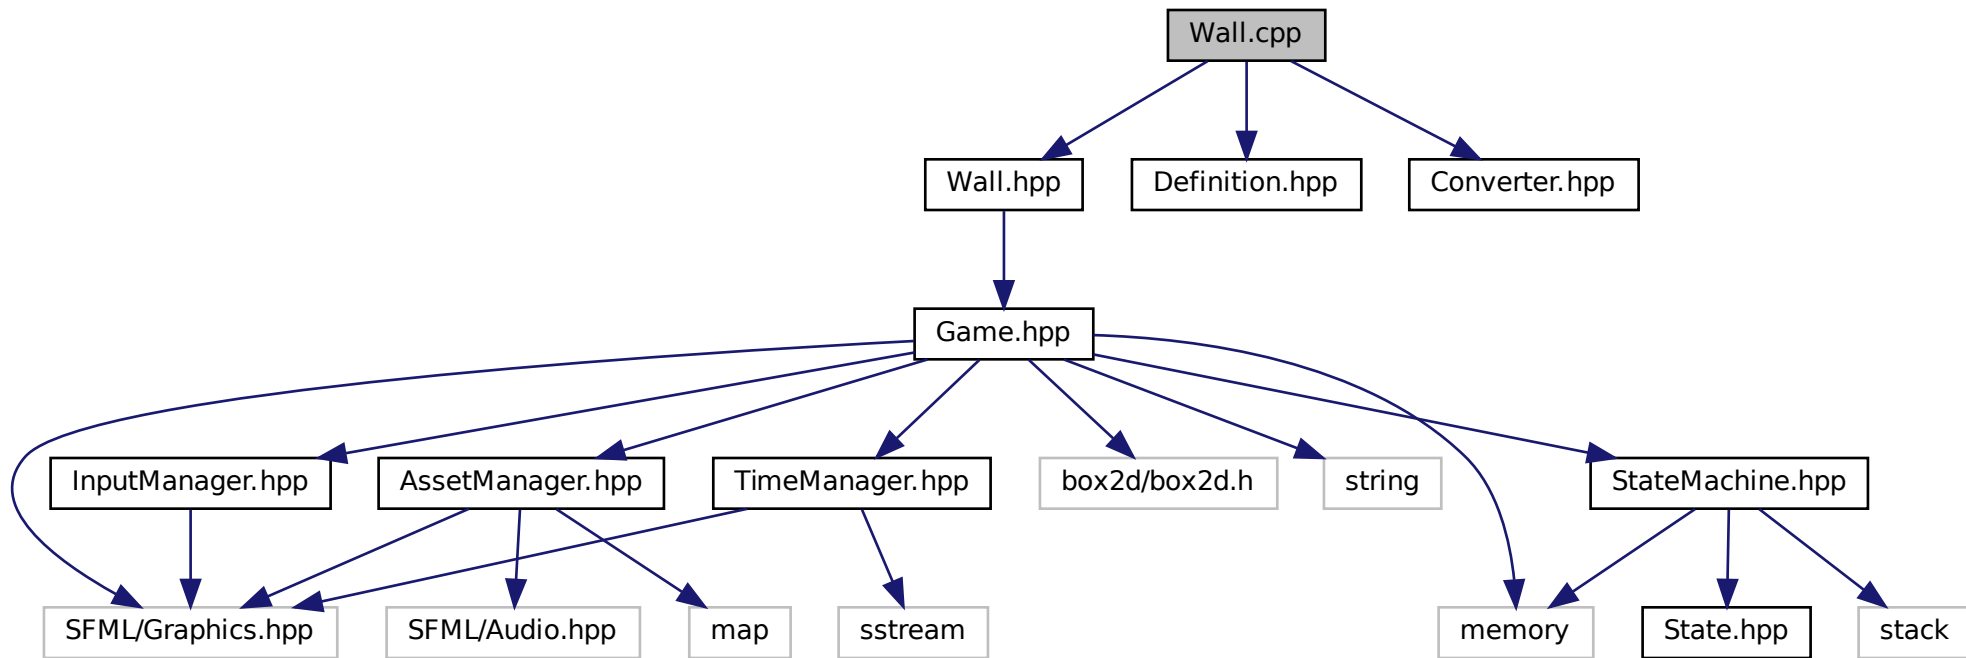 Wall.cpp
Wall.hpp
Definition.hpp
Converter.hpp
Game.hpp
InputManager.hpp
AssetManager.hpp
TimeManager.hpp
box2d/box2d.h
string
StateMachine.hpp
SFML/Graphics.hpp
SFML/Audio.hpp
map
sstream
memory
State.hpp
stack